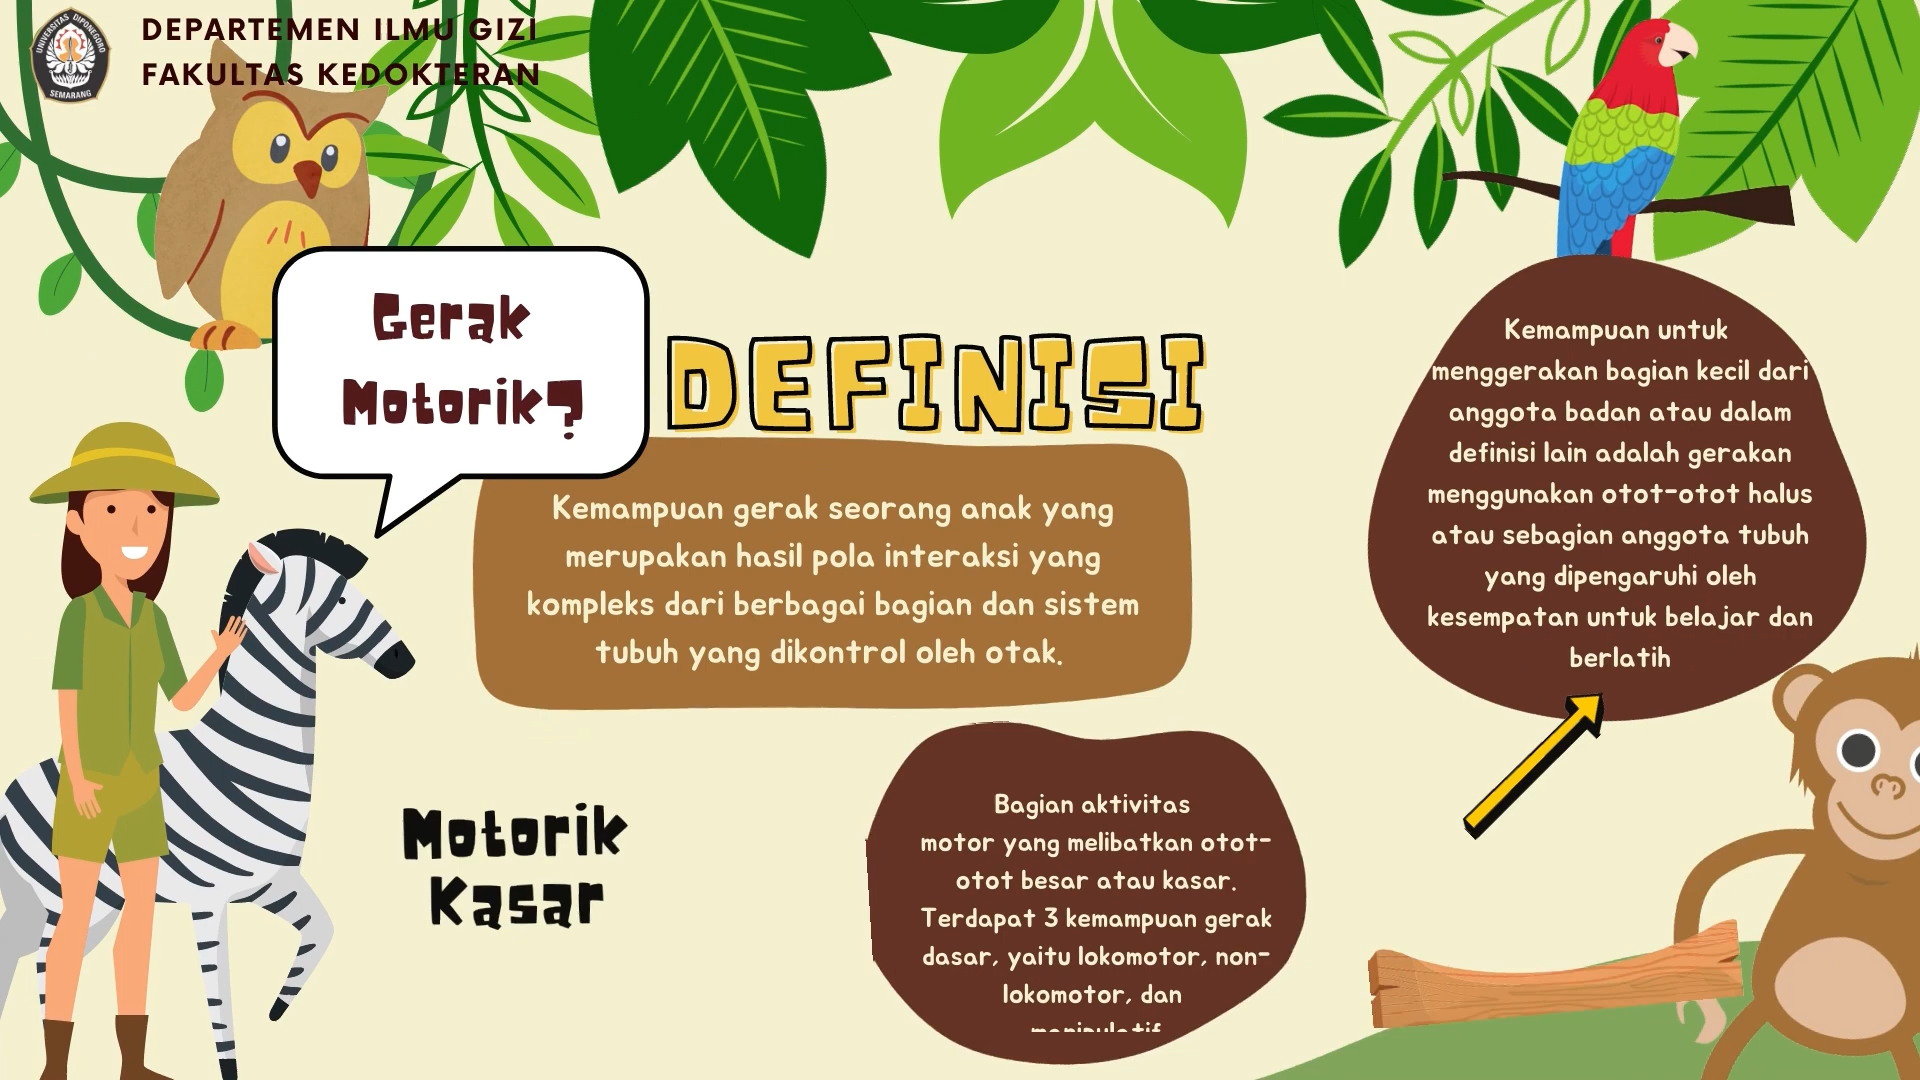 UNIVERSITAS DIPONEGORO
SEMARANG
DEPARTEMEN ILMU GIZI
FAKULTAS KEDOKTERAN
Gerak
Motorik?
DEFINISI
Kemampuan gerak seorang anak yang
merupakan hasil pola interaksi yang
kompleks dari berbagai bagian dan sistem
tubuh yang dikontrol oleh otak.
Kemampuan untuk
menggerakan bagian kecil dari
anggota badan atau dalam
definisi lain adalah gerakan
menggunakan otot-otot halus
atau sebagian anggota tubuh
yang dipengaruhi oleh
kesempatan untuk belajar dan
berlatih
Motorik
Kasar
Bagian aktivitas
motor yang melibatkan otot-
otot besar atau kasar.
Terdapat 3 kemampuan gerak
dasar, yaitu lokomotor, non-
lokomotor, dan
manipulatif